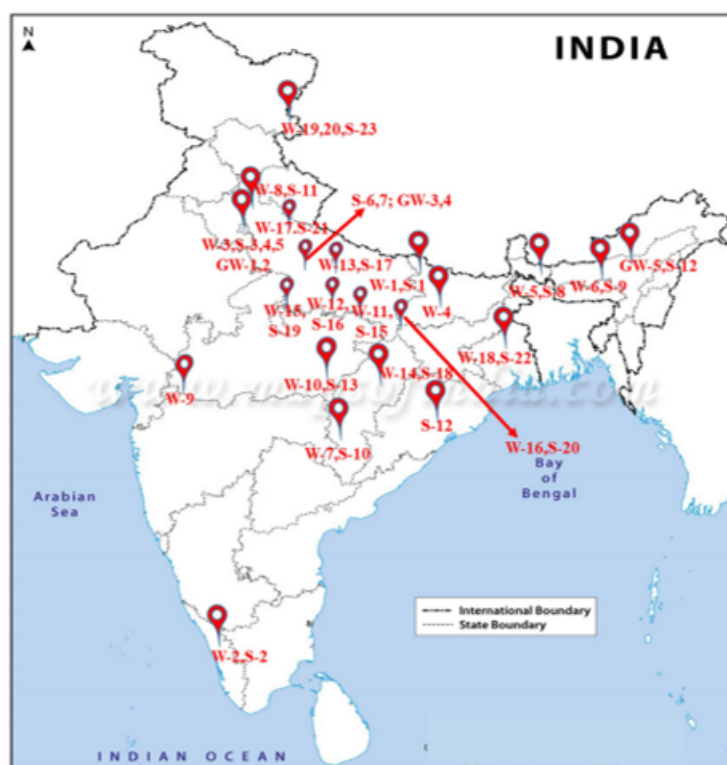 INDIA
N
W-19,20,S-23
W-8,S-11
S-6,7; GW-3,4
W-17.S-21
W-3,S-3,4,5
GW-1,2
W-13,S-17
GW-5,S-12
W-1,S-1
W-5,S-8
W-6,S-9
W-4
W-15,
S-19
W-12,
S-16
W-11,
S-15
W-18,S-22
W-14,S-18
W-10,S-13
W-9
S-12
W-7,S-10
W-16,S-20
www.mapsofindia.com
Arabian
Sea
Bay
of
Bengal
International Boundary
State Boundary
W-2,S-2
INDIAN OCEAN